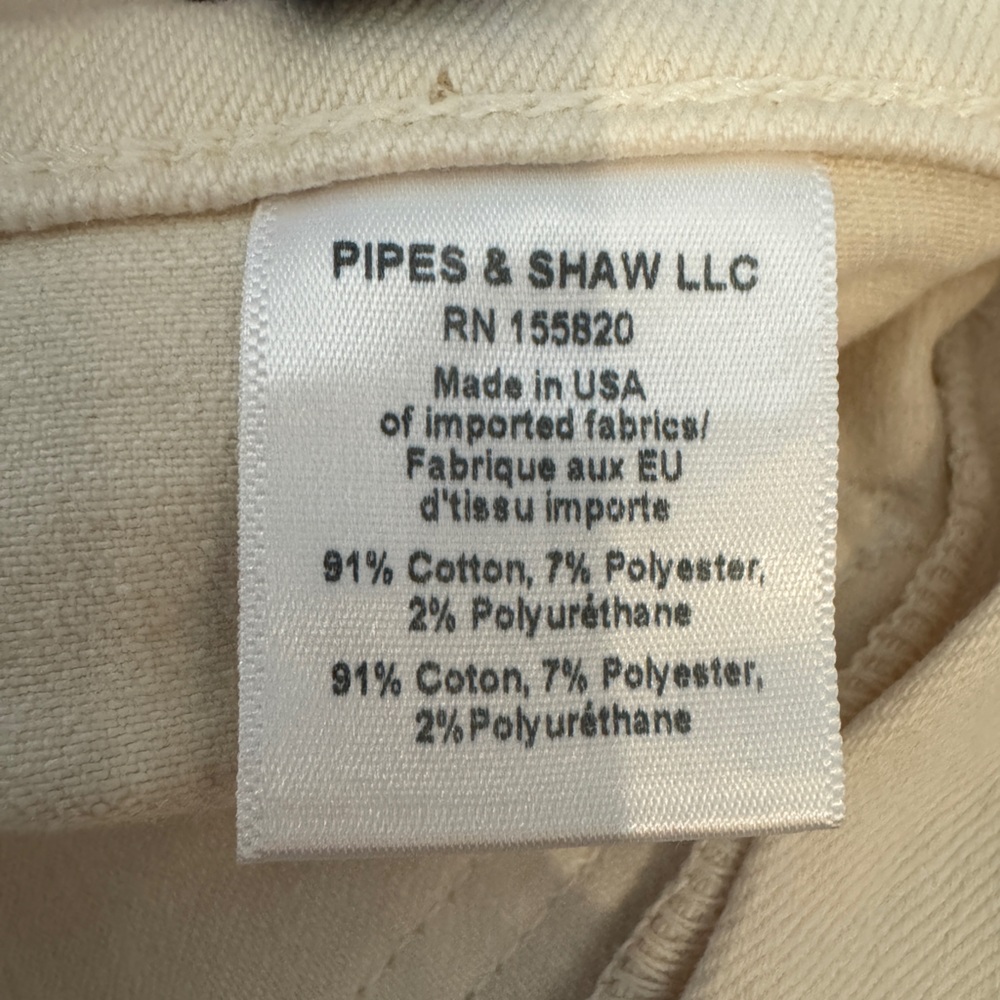 PIPES & SHAW LLC
RN 155820
Made in USA
of imported fabrics/
Fabrique aux EU
d'tissu importe
91% Cotton, 7% Polyester,
2% Polyuréthane
91% Coton, 7% Polyester,
2% Polyuréthane